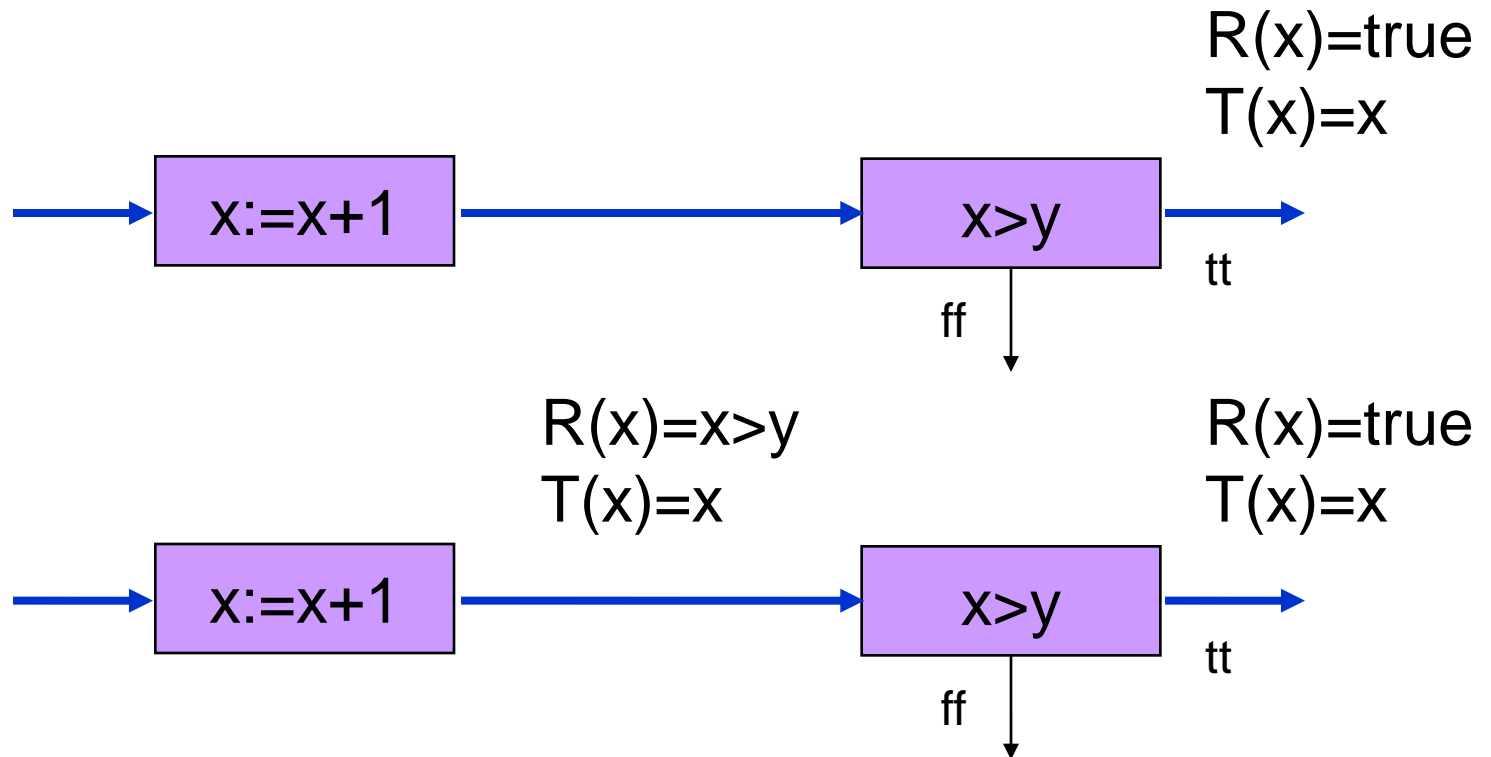 R(x)=true
T(x)=x
x:=x+1
x>y
tt
ff
R(x)=x>y
T(x)=x
R(x)=true
T(x)=x
x:=x+1
x>y
tt
ff